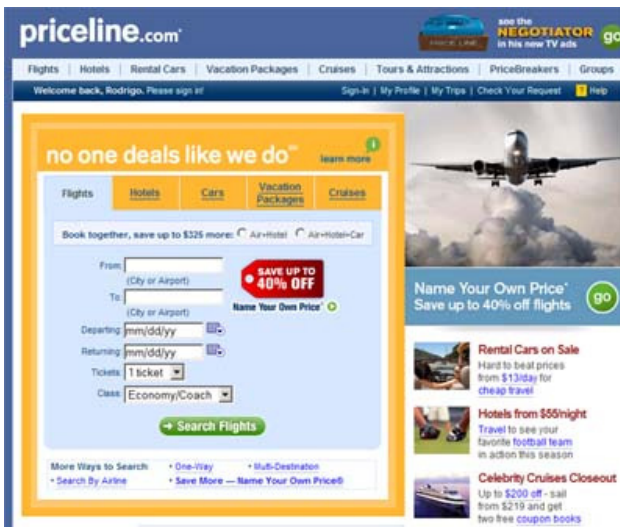 priceline.com
PRICE LINE
see the
NEGOTIATOR
in his new TV ads
go
Flights | Hotels | Rental Cars | Vacation Packages | Cruises | Tours & Attractions | PriceBreakers | Groups
Welcome back, Rodrigo. Please sign in!
Sign-In | My Profile | My Trips | Check Your Request ? Help
no one deals like we do
learn more
Flights
Hotels
Cars
Vacation
Packages
Cruises
Book together, save up to $325 more: Air+Hotel Air+Hotel+Car
From:
(City or Airport)
To:
(City or Airport)
SAVE UP TO
40% OFF
Name Your Own Price
Departing: mm/dd/yy
Returning: mm/dd/yy
Tickets: 1 ticket
Class: Economy/Coach
Search Flights
More Ways to Search
• One-Way
• Multi-Destination
• Search By Airline
• Save More — Name Your Own Price®
Name Your Own Price
Save up to 40% off flights
go
Rental Cars on Sale
Hard to beat prices
from $13/day for
cheap travel
Hotels from $55/night
Travel to see your
favorite football team
in action this season
Celebrity Cruises Closeout
Up to $200 off - sail
from $219 and get
two free coupon books